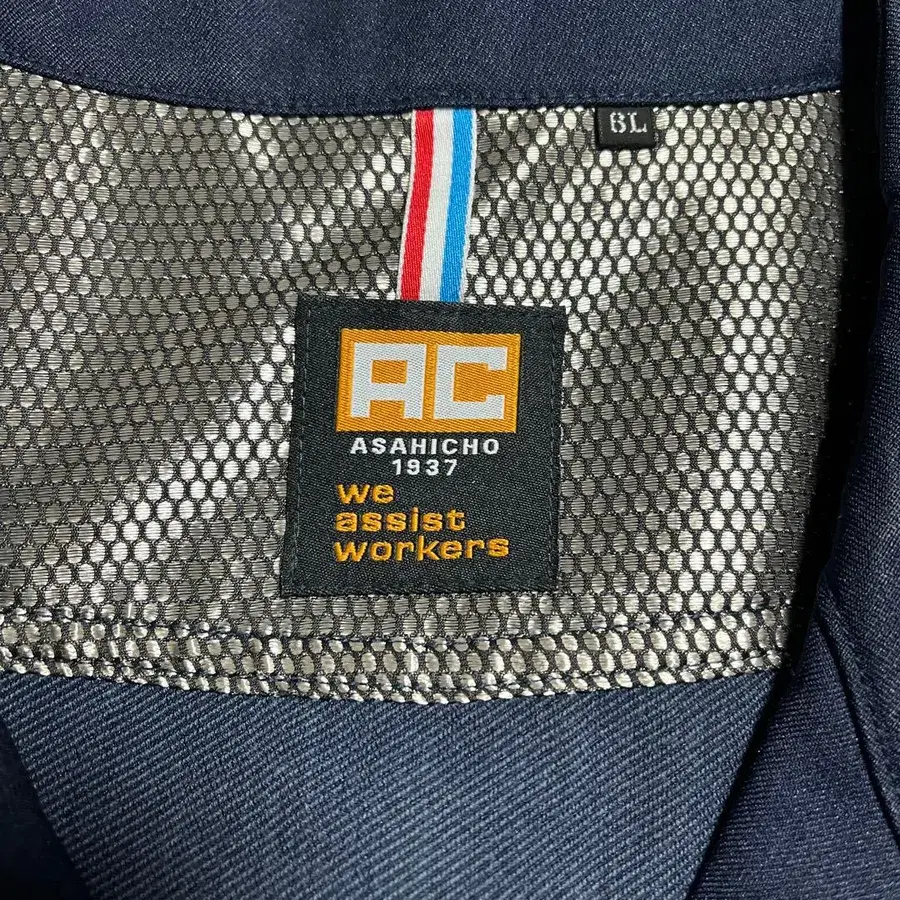 6L
AC
ASAHICHO
1937
we
assist
workers